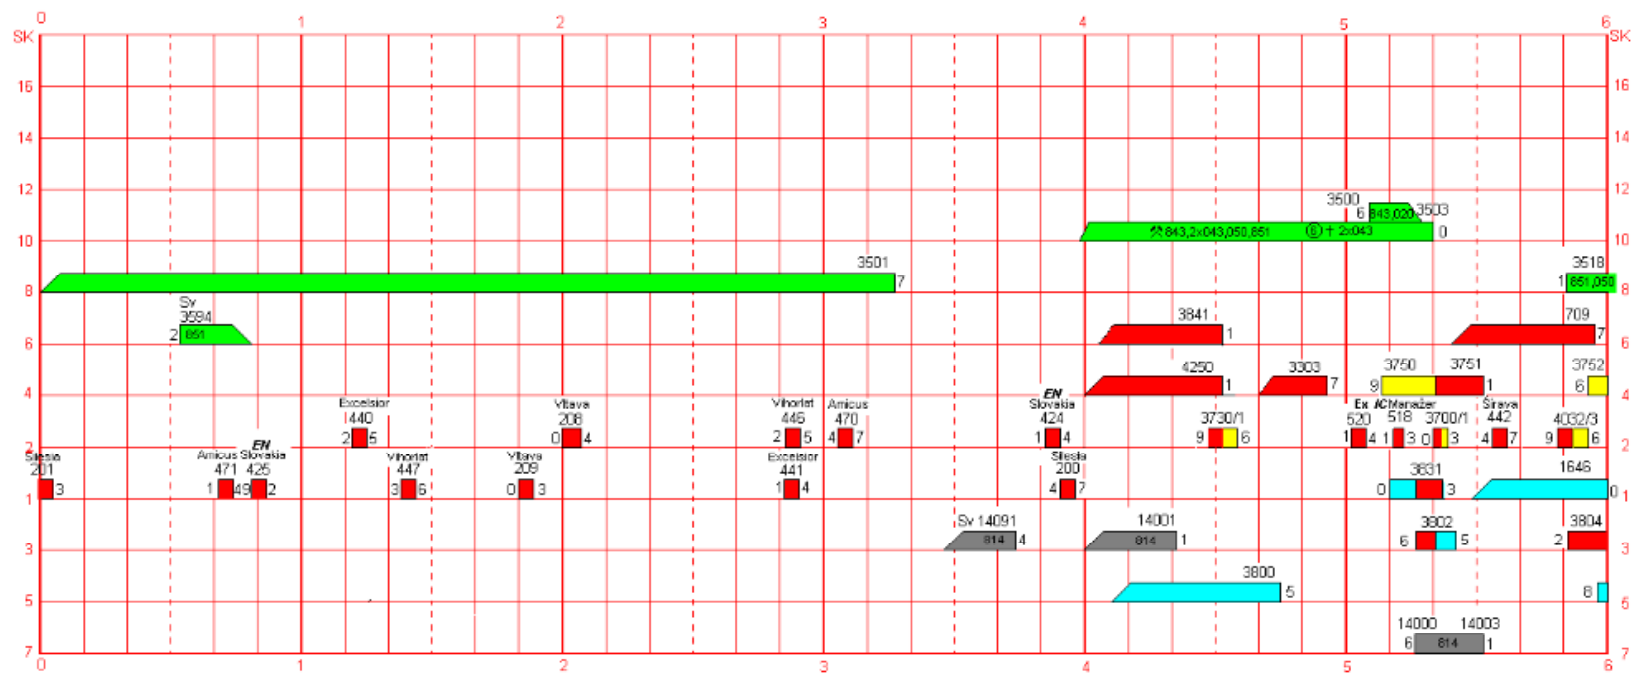 0 1 2 3 4 5 6
SK SK
16 16
14 14
12 12
3500
6 843,020 3503
⚒ 843,2x043,050,851 ⑥ † 2x043 0
10 10
3501 3518
7 1 851,050
8 8
Sv
3594 3841 709
2 851 1 7
6 6
4250 3303 3750 3751 3752
1 7 9 1 6
4 4
Excelsior Vltava Vihorlat Amicus EN Slovakia Ex IC Manažer Širava
440 208 446 470 424 3730/1 520 518 3700/1 442 4032/3
2 5 0 4 2 5 4 7 1 4 9 6 1 4 1 3 0 3 4 7 9 6
2 2
Silesia Amicus EN Slovakia Vihorlat Vltava Excelsior Silesia
201 471 425 447 209 441 200 3831 1646
3 1 4 9 2 3 6 0 3 1 4 4 7 0 3 0
1 1
Sv 14091 14001 3802 3804
814 4 814 1 6 5 2
3 3
3800
5 8
5 5
14000 14003
6 814 1
7 7
0 1 2 3 4 5 6